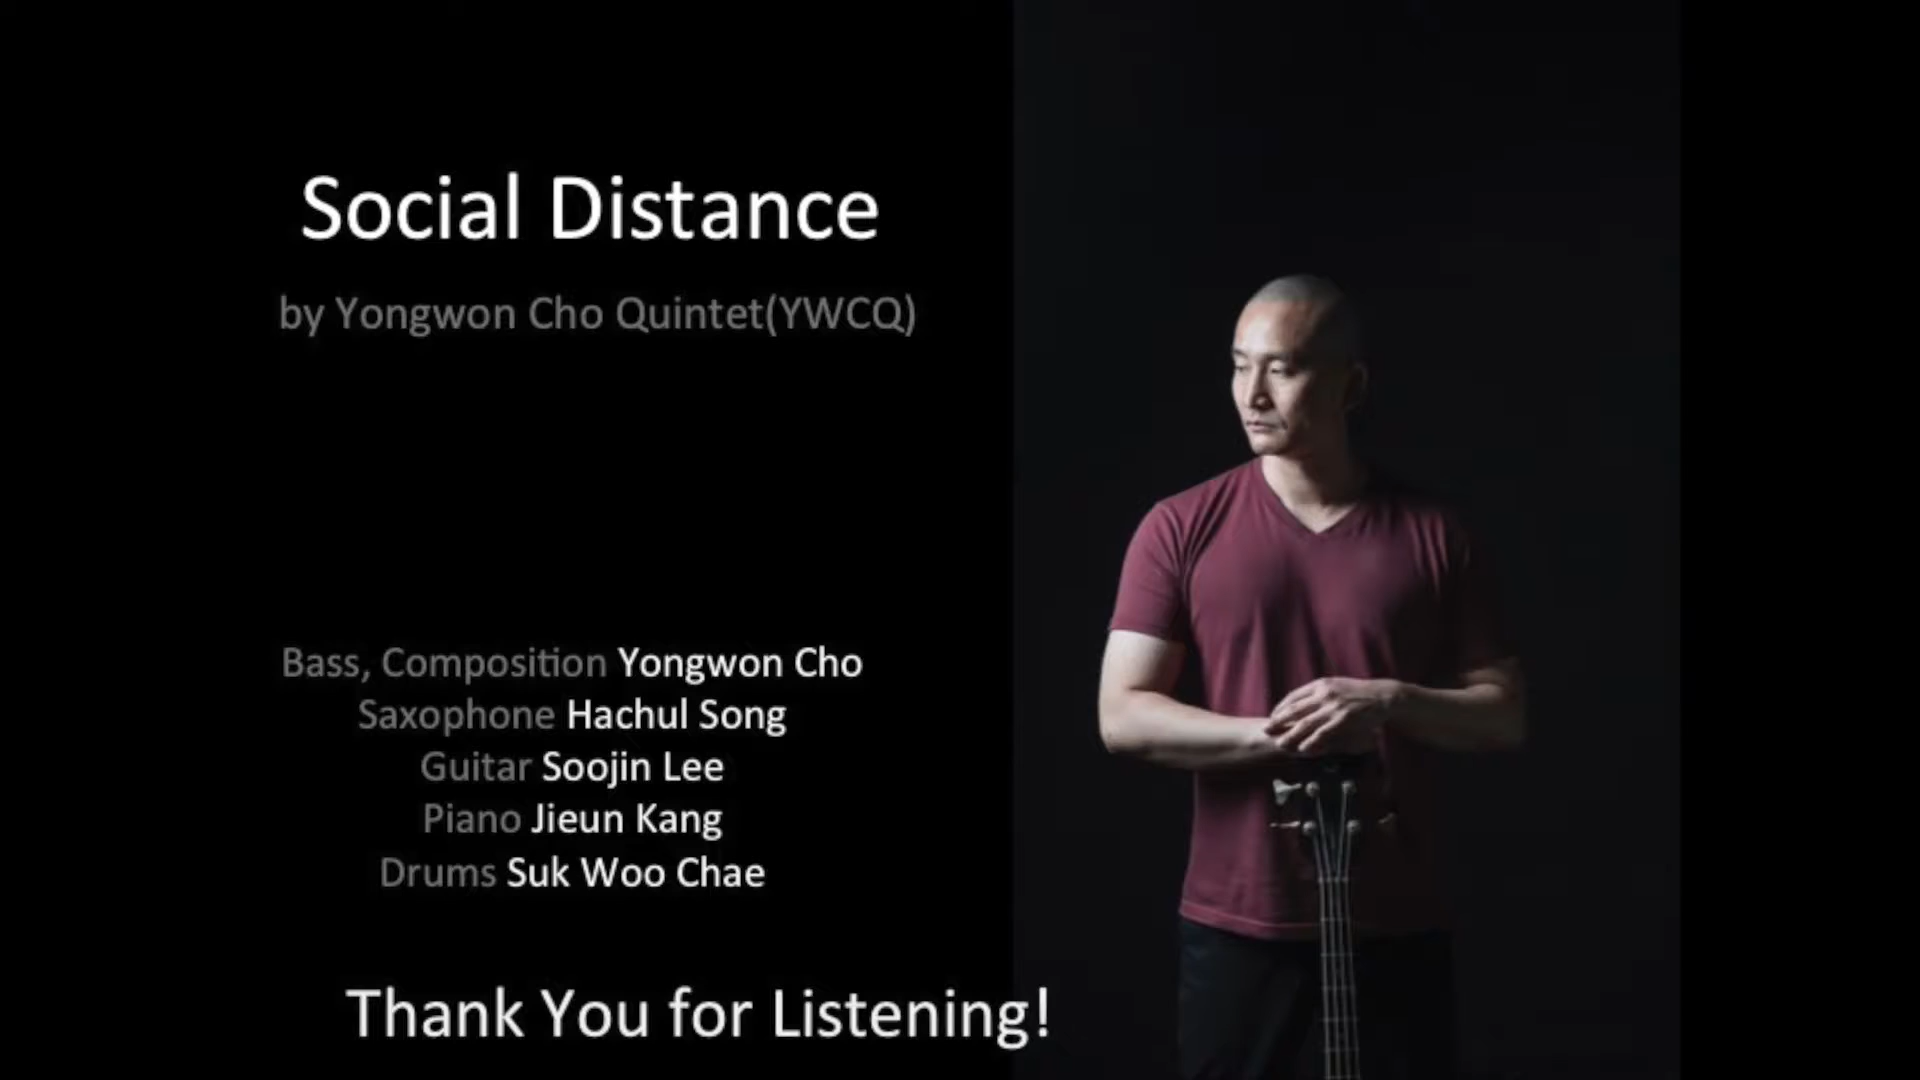 Social Distance
by Yongwon Cho Quintet(YWCQ)
Bass, Composition Yongwon Cho
Saxophone Hachul Song
Guitar Soojin Lee
Piano Jieun Kang
Drums Suk Woo Chae
Thank You for Listening!